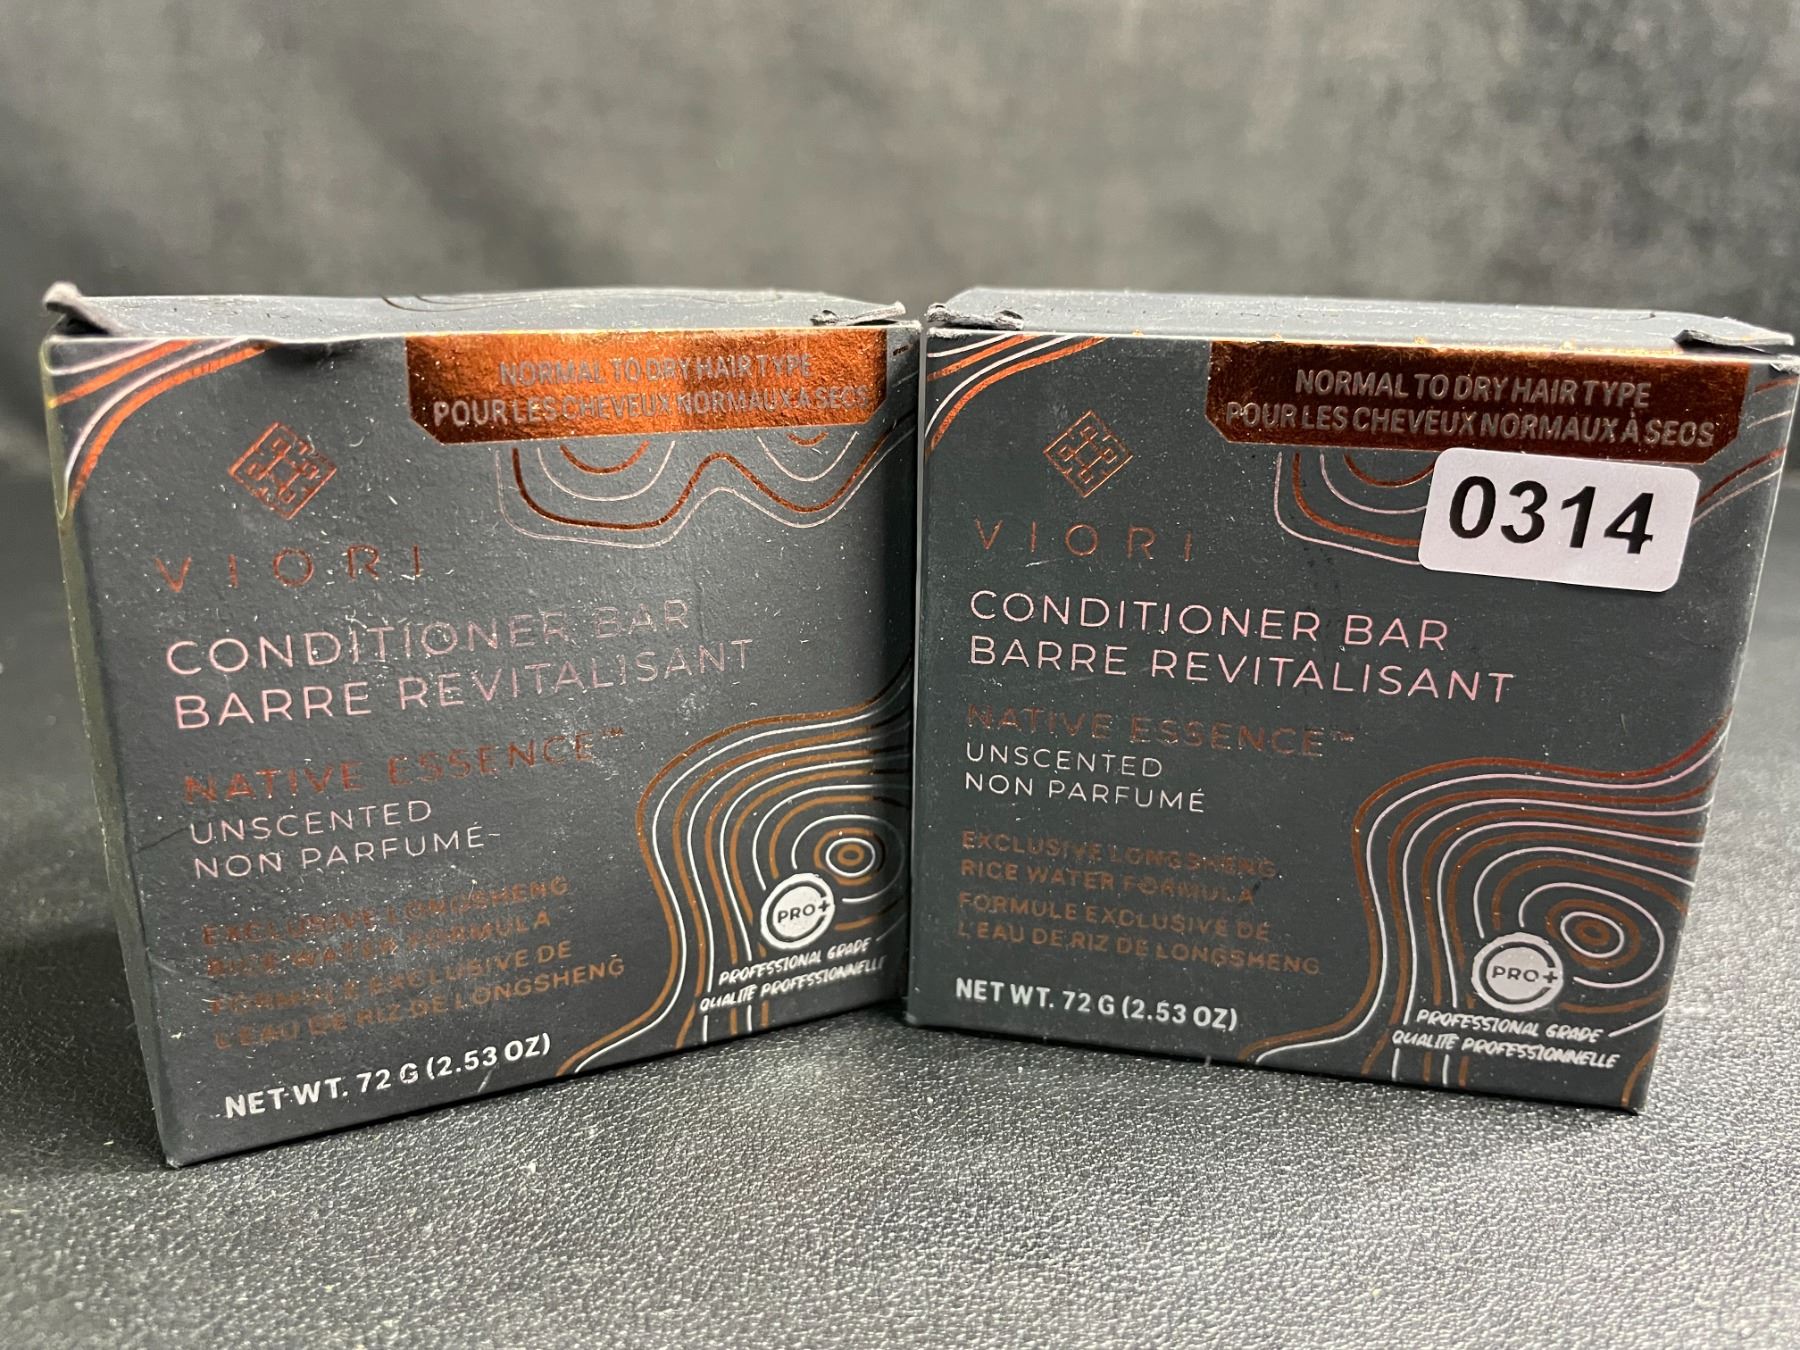 NORMAL TO DRY HAIR TYPE
POUR LES CHEVEUX NORMAUX À SECS
VIORI
CONDITIONER BAR
BARRE REVITALISANT
NATIVE ESSENCE™
UNSCENTED
NON PARFUMÉ
EXCLUSIVE LONGSHENG
RICE WATER FORMULA
FORMULE EXCLUSIVE DE
L'EAU DE RIZ DE LONGSHENG
NET WT. 72 G (2.53 OZ)
PRO+
PROFESSIONAL GRADE
QUALITÉ PROFESSIONNELLE
NORMAL TO DRY HAIR TYPE
POUR LES CHEVEUX NORMAUX À SECS
0314
VIORI
CONDITIONER BAR
BARRE REVITALISANT
NATIVE ESSENCE™
UNSCENTED
NON PARFUMÉ
EXCLUSIVE LONGSHENG
RICE WATER FORMULA
FORMULE EXCLUSIVE DE
L'EAU DE RIZ DE LONGSHENG
NET WT. 72 G (2.53 OZ)
PRO+
PROFESSIONAL GRADE
QUALITÉ PROFESSIONNELLE